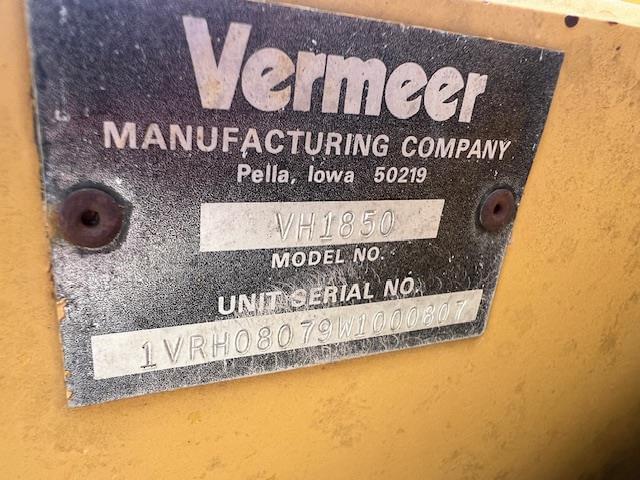 Vermeer
MANUFACTURING COMPANY
Pella, Iowa 50219
VH1850
MODEL NO.
UNIT SERIAL NO.
1VRH08079W1000807